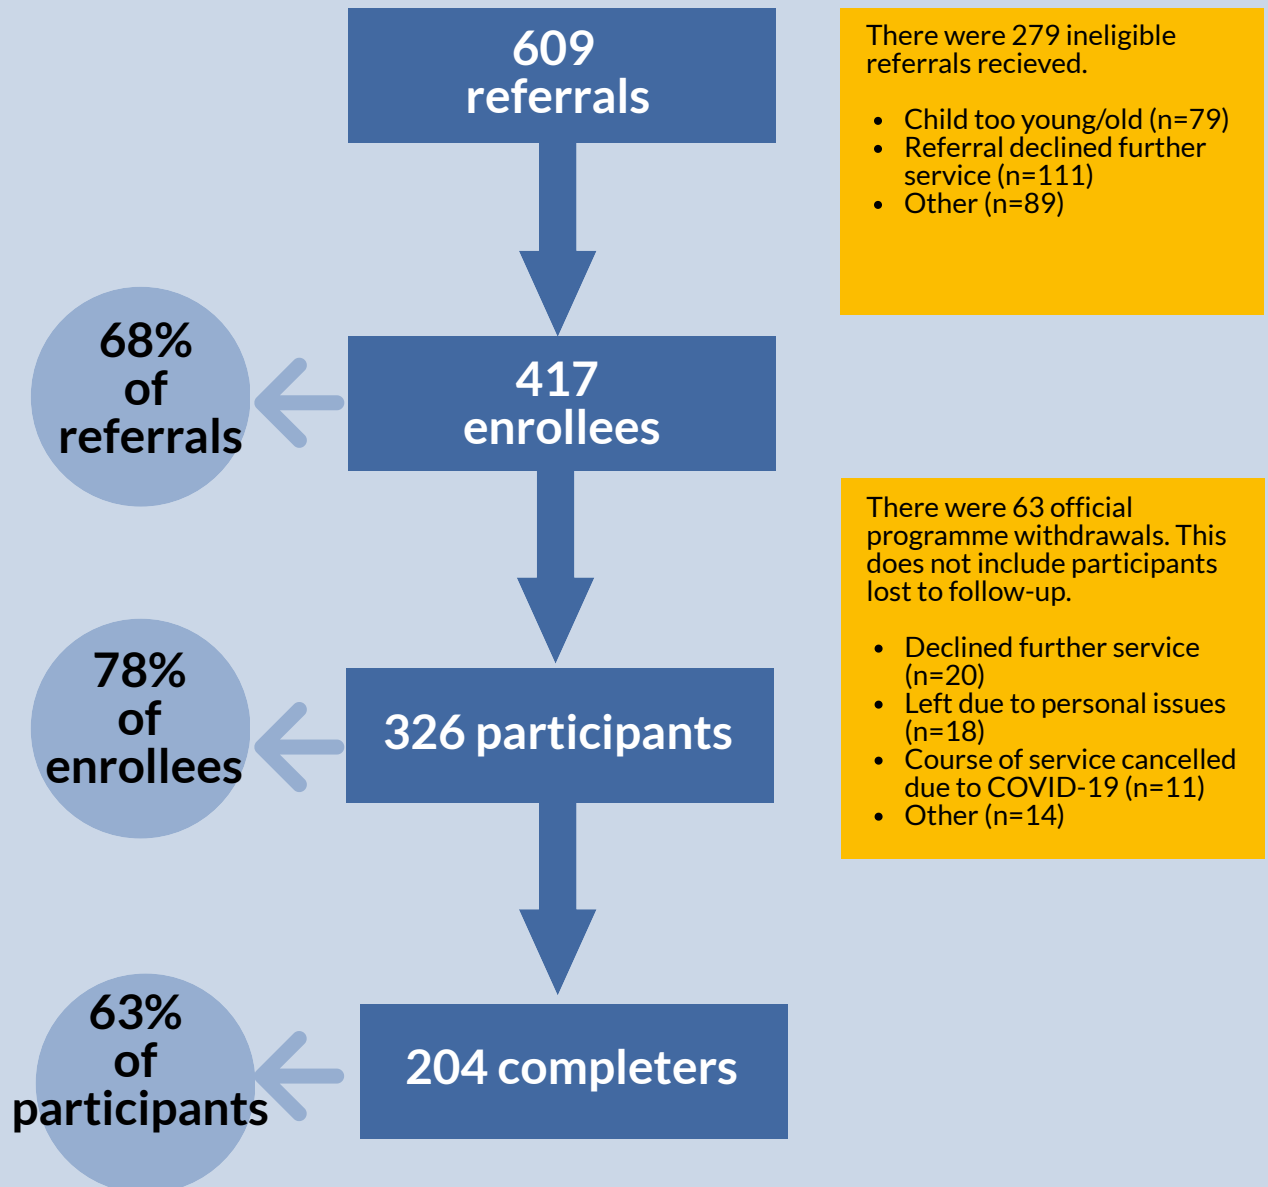 609
referrals
There were 279 ineligible
referrals recieved.
• Child too young/old (n=79)
• Referral declined further
service (n=111)
• Other (n=89)
68%
of
referrals
417
enrollees
There were 63 official
programme withdrawals. This
does not include participants
lost to follow-up.
• Declined further service
(n=20)
• Left due to personal issues
(n=18)
• Course of service cancelled
due to COVID-19 (n=11)
• Other (n=14)
78%
of
enrollees
326 participants
63%
of
participants
204 completers